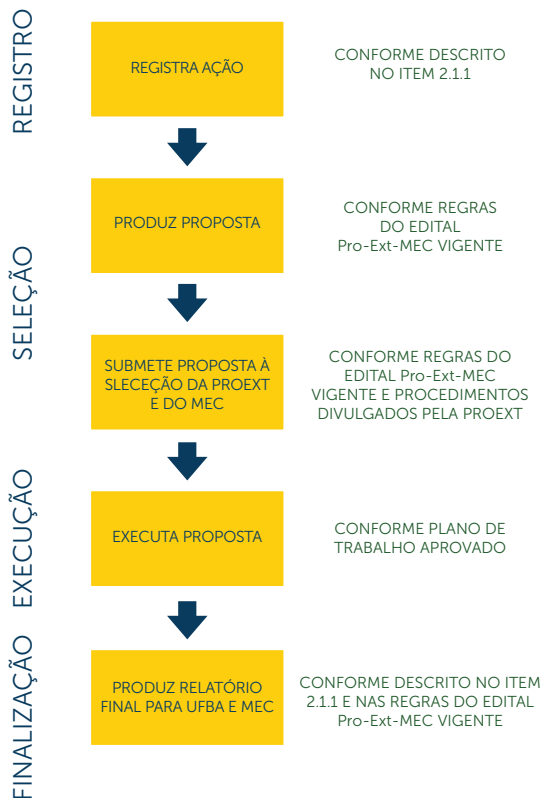 REGISTRO
REGISTRA AÇÃO
CONFORME DESCRITO
NO ITEM 2.1.1
SELEÇÃO
PRODUZ PROPOSTA
CONFORME REGRAS
DO EDITAL
Pro-Ext-MEC VIGENTE
SUBMETE PROPOSTA À
SLECEÇÃO DA PROEXT
E DO MEC
CONFORME REGRAS DO
EDITAL Pro-Ext-MEC
VIGENTE E PROCEDIMENTOS
DIVULGADOS PELA PROEXT
EXECUÇÃO
EXECUTA PROPOSTA
CONFORME PLANO DE
TRABALHO APROVADO
FINALIZAÇÃO
PRODUZ RELATÓRIO
FINAL PARA UFBA E MEC
CONFORME DESCRITO NO ITEM
2.1.1 E NAS REGRAS DO EDITAL
Pro-Ext-MEC VIGENTE